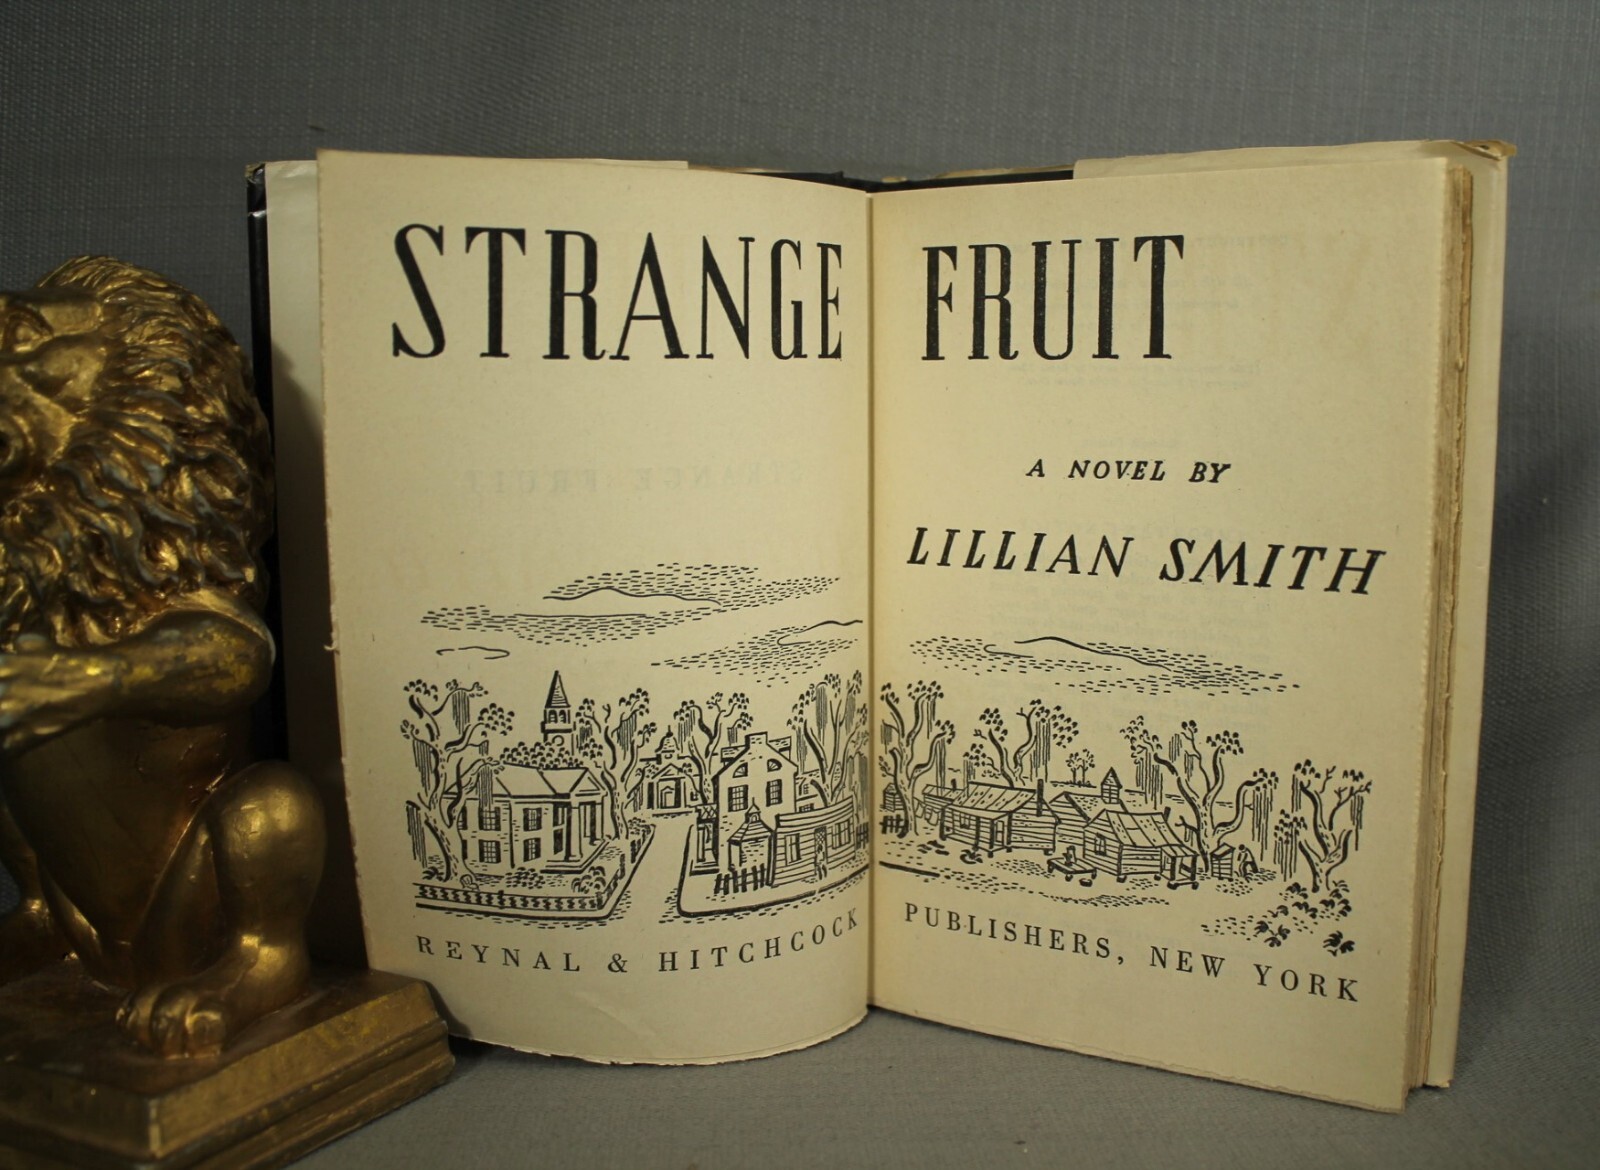 STRANGE FRUIT
A NOVEL BY
LILLIAN SMITH
REYNAL & HITCHCOCK PUBLISHERS, NEW YORK